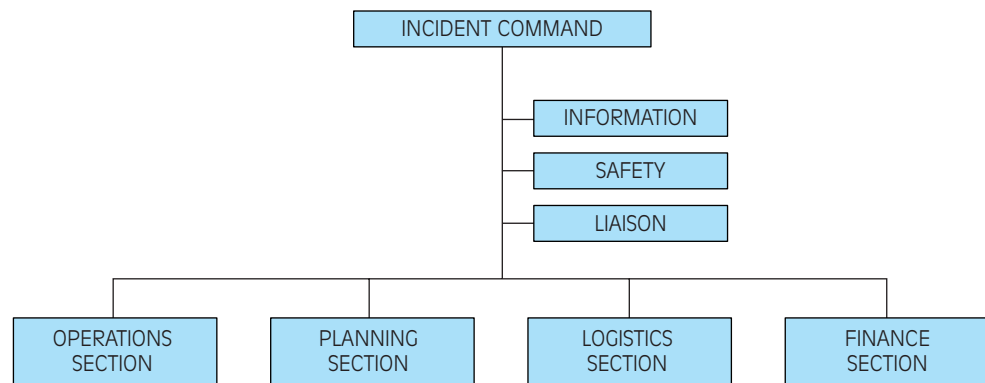 INCIDENT COMMAND
INFORMATION
SAFETY
LIAISON
OPERATIONS
SECTION
PLANNING
SECTION
LOGISTICS
SECTION
FINANCE
SECTION